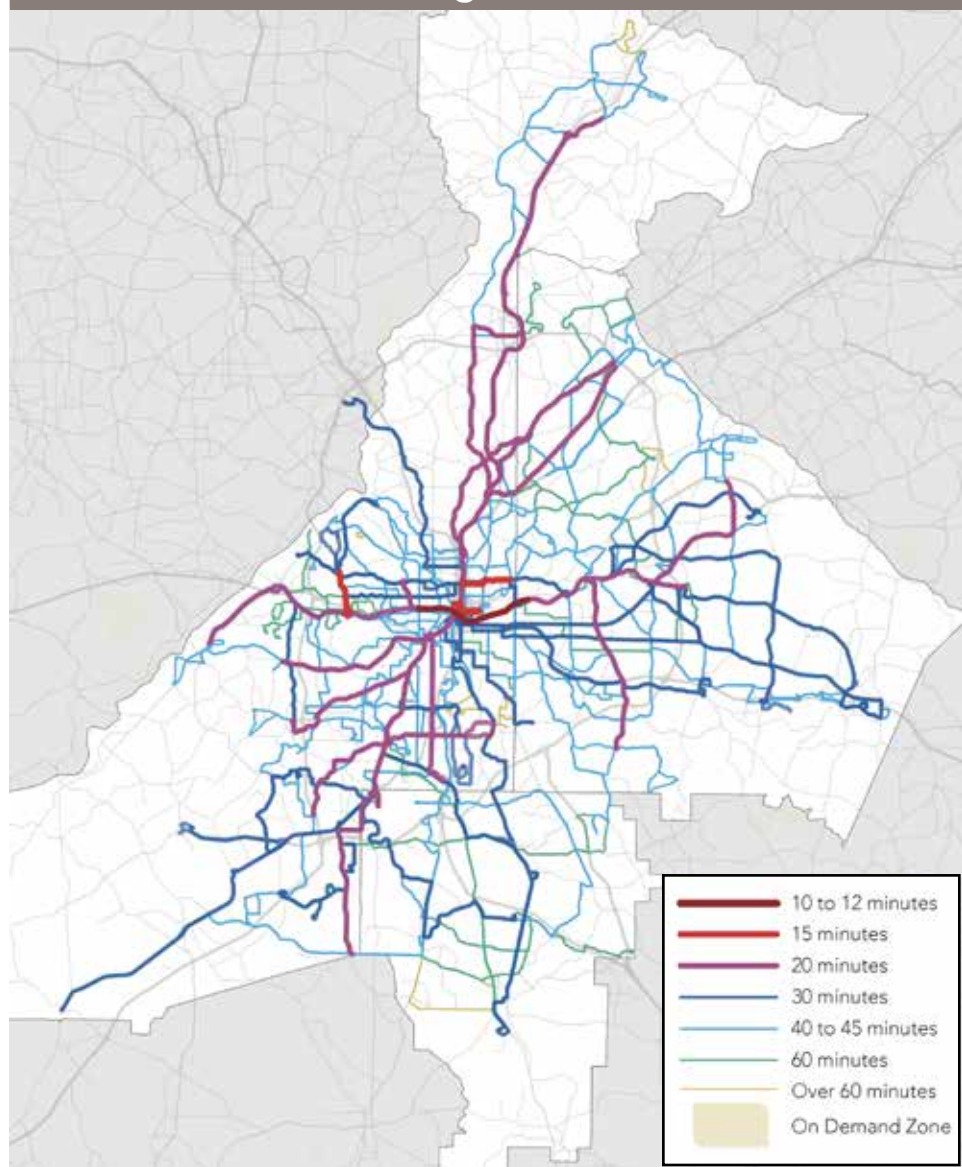 10 to 12 minutes
15 minutes
20 minutes
30 minutes
40 to 45 minutes
60 minutes
Over 60 minutes
On Demand Zone